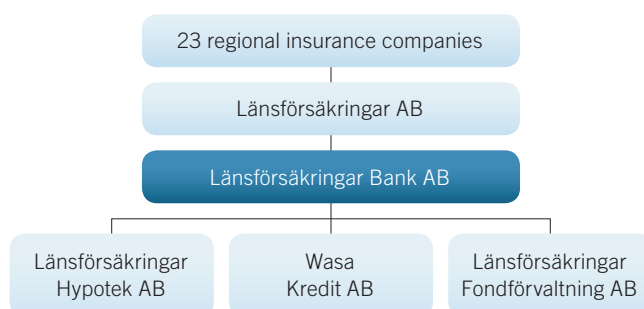 23 regional insurance companies
Länsförsäkringar AB
Länsförsäkringar Bank AB
Länsförsäkringar
Hypotek AB
Wasa
Kredit AB
Länsförsäkringar
Fondförvaltning AB